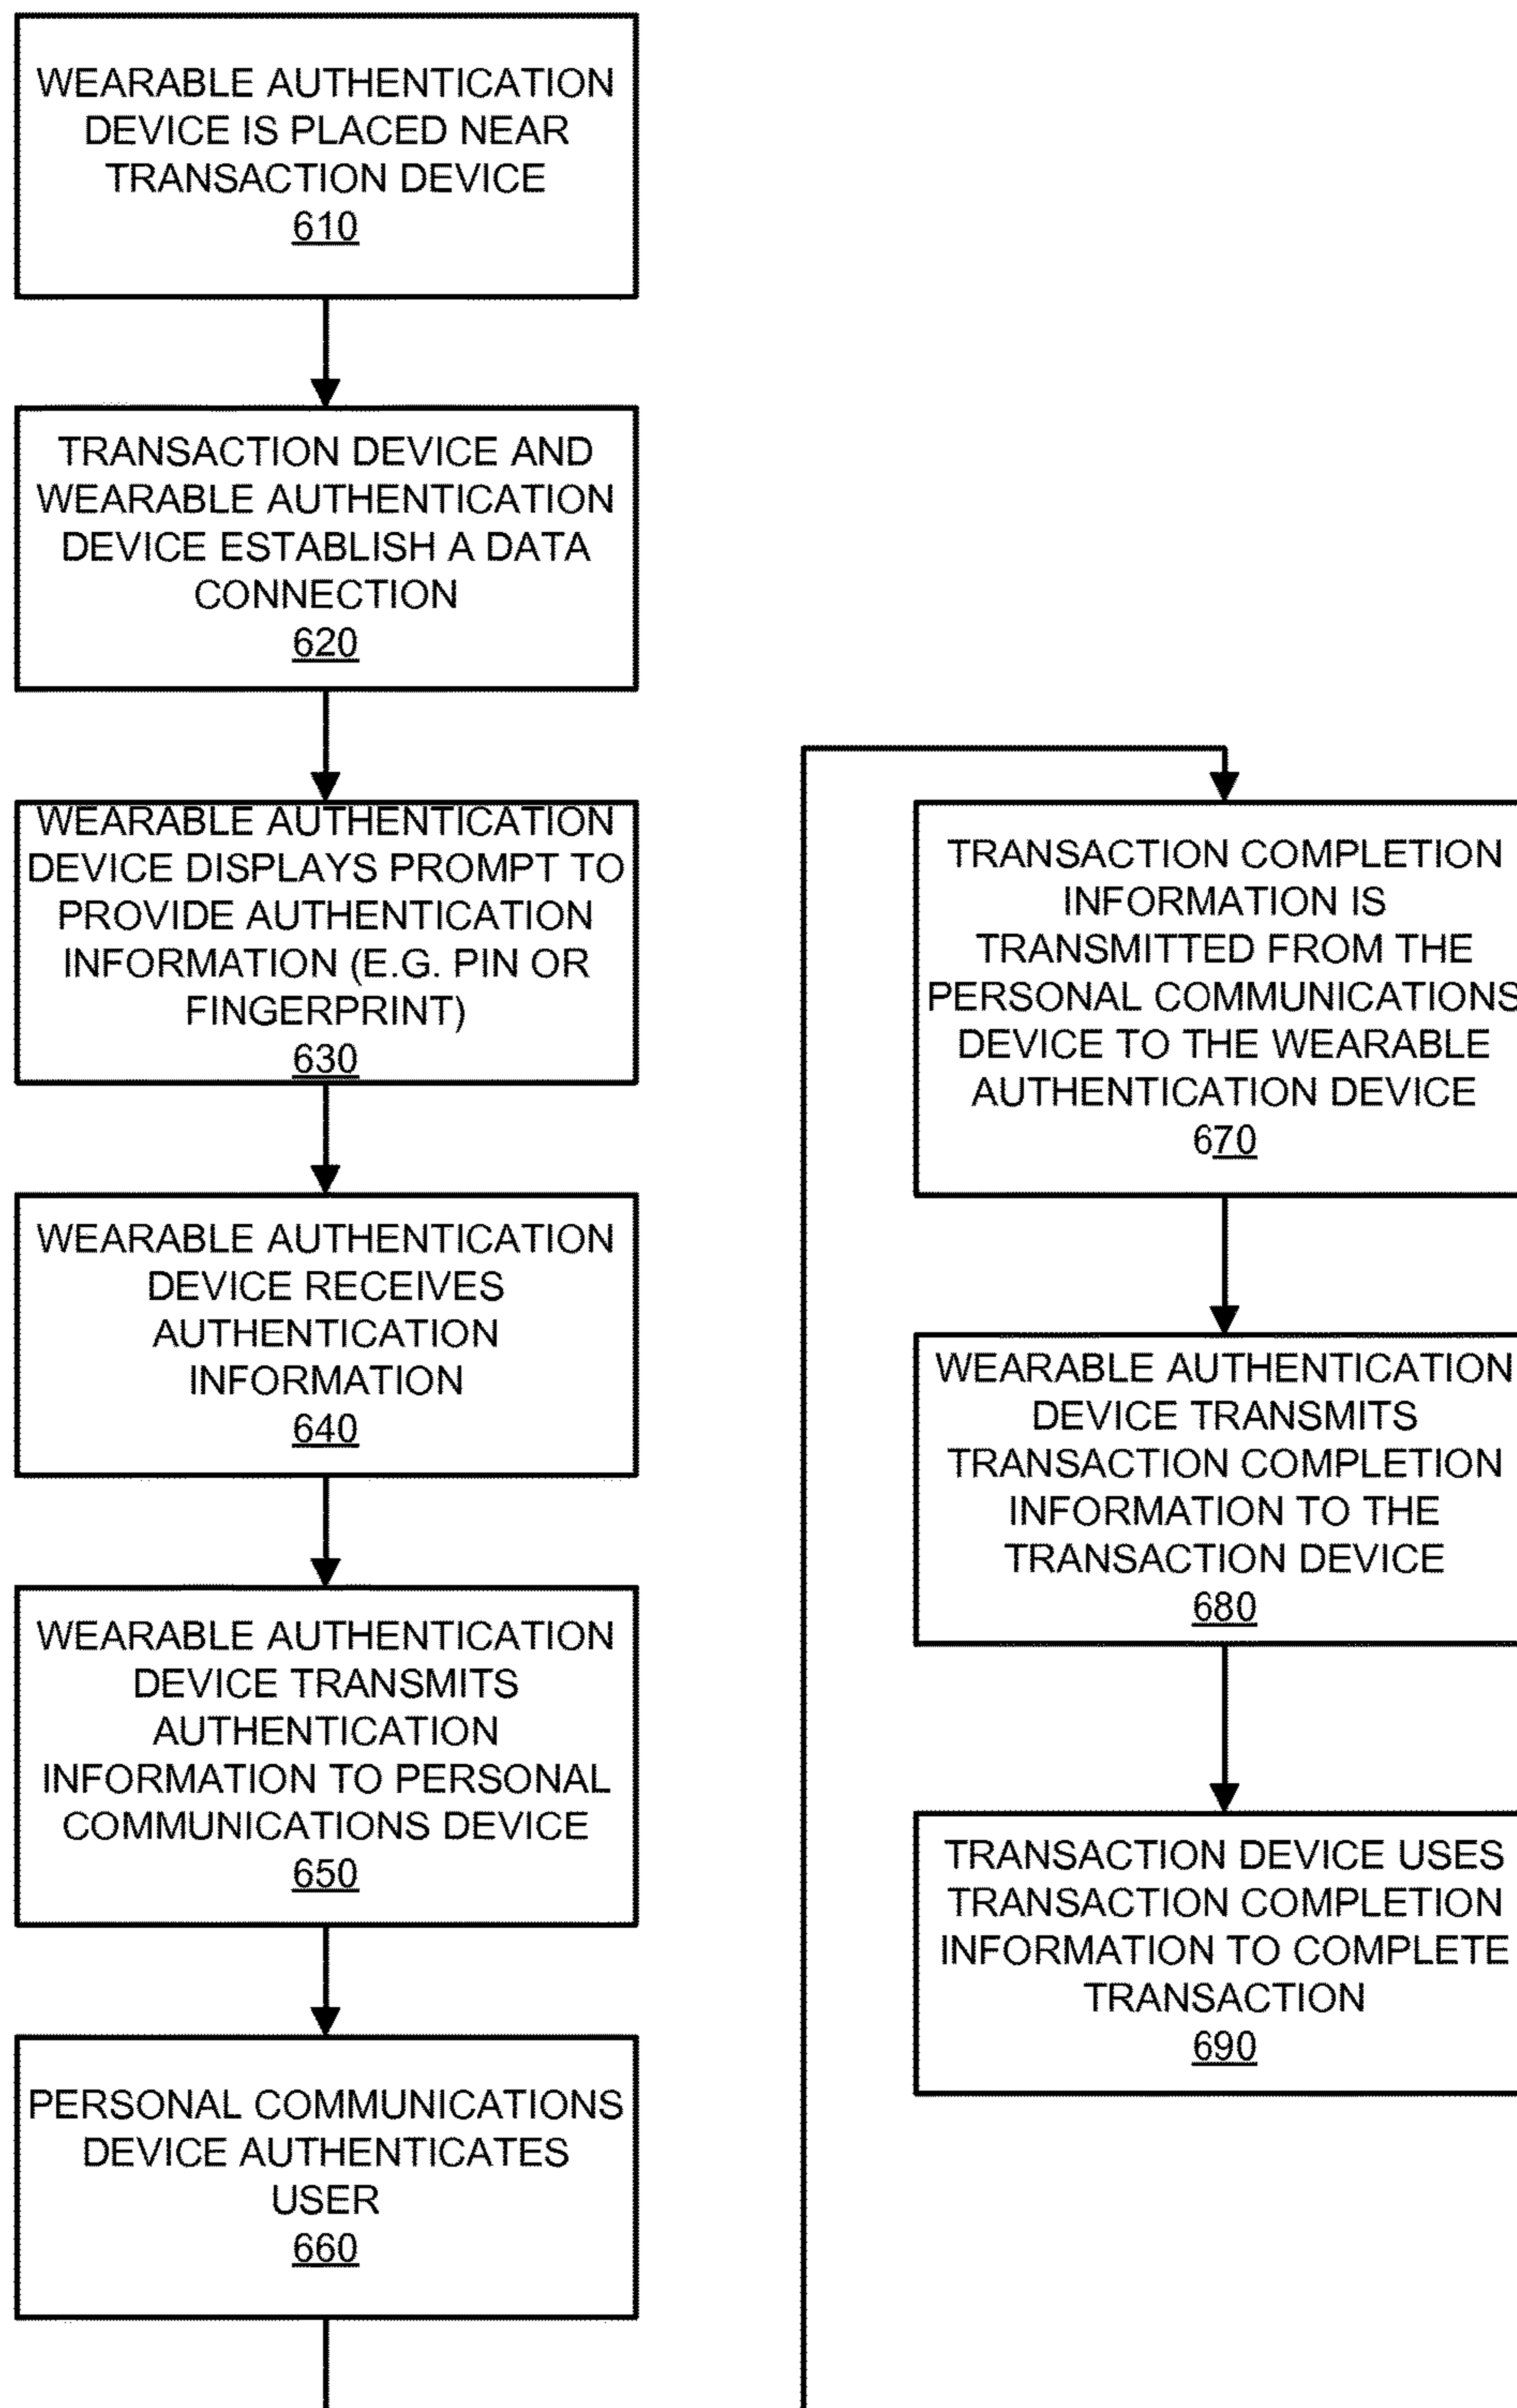 WEARABLE AUTHENTICATION
DEVICE IS PLACED NEAR
TRANSACTION DEVICE
610
TRANSACTION DEVICE AND
WEARABLE AUTHENTICATION
DEVICE ESTABLISH A DATA
CONNECTION
620
WEARABLE AUTHENTICATION
DEVICE DISPLAYS PROMPT TO
PROVIDE AUTHENTICATION
INFORMATION (E.G. PIN OR
FINGERPRINT)
630
WEARABLE AUTHENTICATION
DEVICE RECEIVES
AUTHENTICATION
INFORMATION
640
WEARABLE AUTHENTICATION
DEVICE TRANSMITS
AUTHENTICATION
INFORMATION TO PERSONAL
COMMUNICATIONS DEVICE
650
PERSONAL COMMUNICATIONS
DEVICE AUTHENTICATES
USER
660
TRANSACTION COMPLETION
INFORMATION IS
TRANSMITTED FROM THE
PERSONAL COMMUNICATIONS
DEVICE TO THE WEARABLE
AUTHENTICATION DEVICE
670
WEARABLE AUTHENTICATION
DEVICE TRANSMITS
TRANSACTION COMPLETION
INFORMATION TO THE
TRANSACTION DEVICE
680
TRANSACTION DEVICE USES
TRANSACTION COMPLETION
INFORMATION TO COMPLETE
TRANSACTION
690